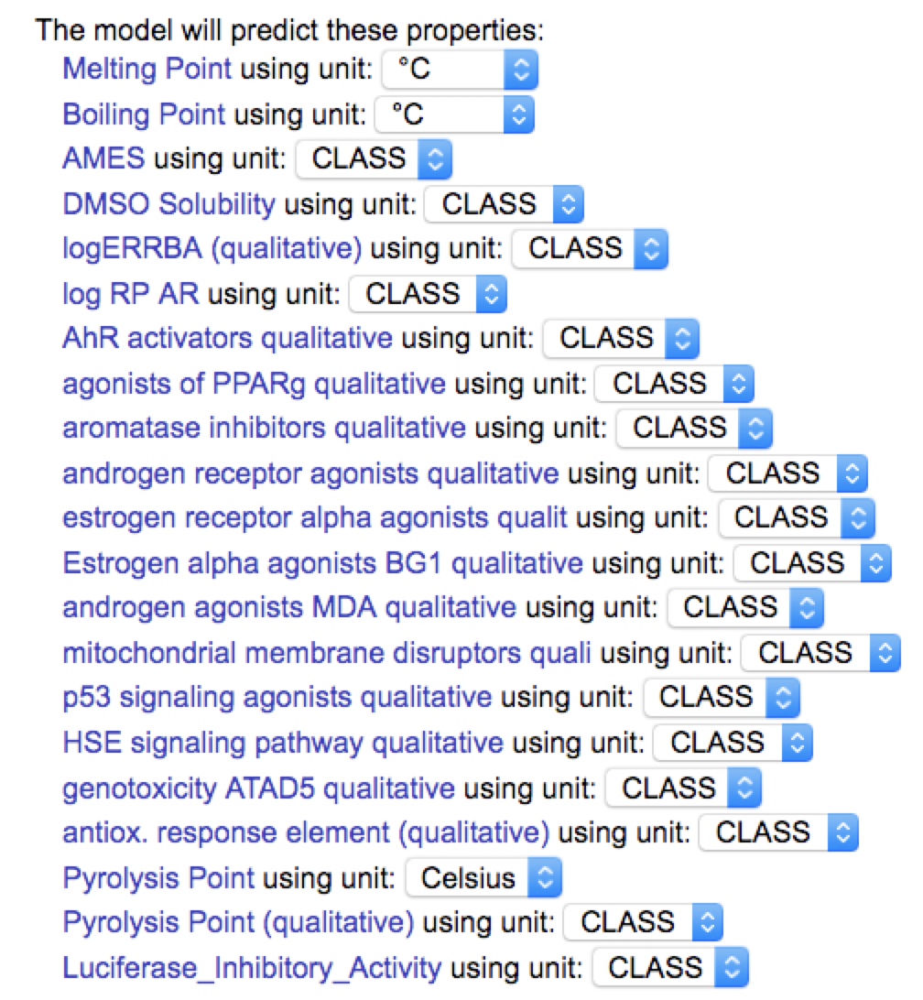 The model will predict these properties:
Melting Point using unit: °C
Boiling Point using unit: °C
AMES using unit: CLASS
DMSO Solubility using unit: CLASS
logERRBA (qualitative) using unit: CLASS
log RP AR using unit: CLASS
AhR activators qualitative using unit: CLASS
agonists of PPARg qualitative using unit: CLASS
aromatase inhibitors qualitative using unit: CLASS
androgen receptor agonists qualitative using unit: CLASS
estrogen receptor alpha agonists qualit using unit: CLASS
Estrogen alpha agonists BG1 qualitative using unit: CLASS
androgen agonists MDA qualitative using unit: CLASS
mitochondrial membrane disruptors quali using unit: CLASS
p53 signaling agonists qualitative using unit: CLASS
HSE signaling pathway qualitative using unit: CLASS
genotoxicity ATAD5 qualitative using unit: CLASS
antiox. response element (qualitative) using unit: CLASS
Pyrolysis Point using unit: Celsius
Pyrolysis Point (qualitative) using unit: CLASS
Luciferase_Inhibitory_Activity using unit: CLASS